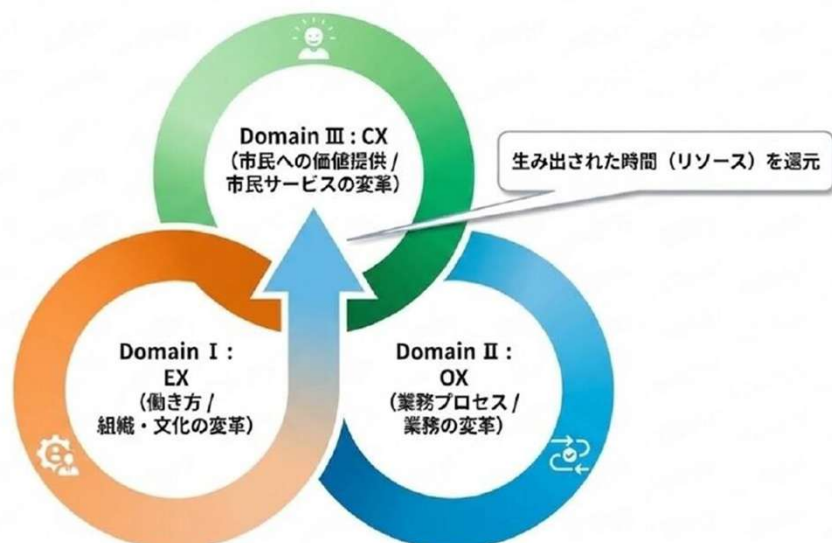 Domain Ⅲ : CX
（市民への価値提供 /
市民サービスの変革）
生み出された時間（リソース）を還元
Domain Ⅰ :
EX
（働き方 /
組織・文化の変革）
Domain Ⅱ :
OX
（業務プロセス /
業務の変革）
e